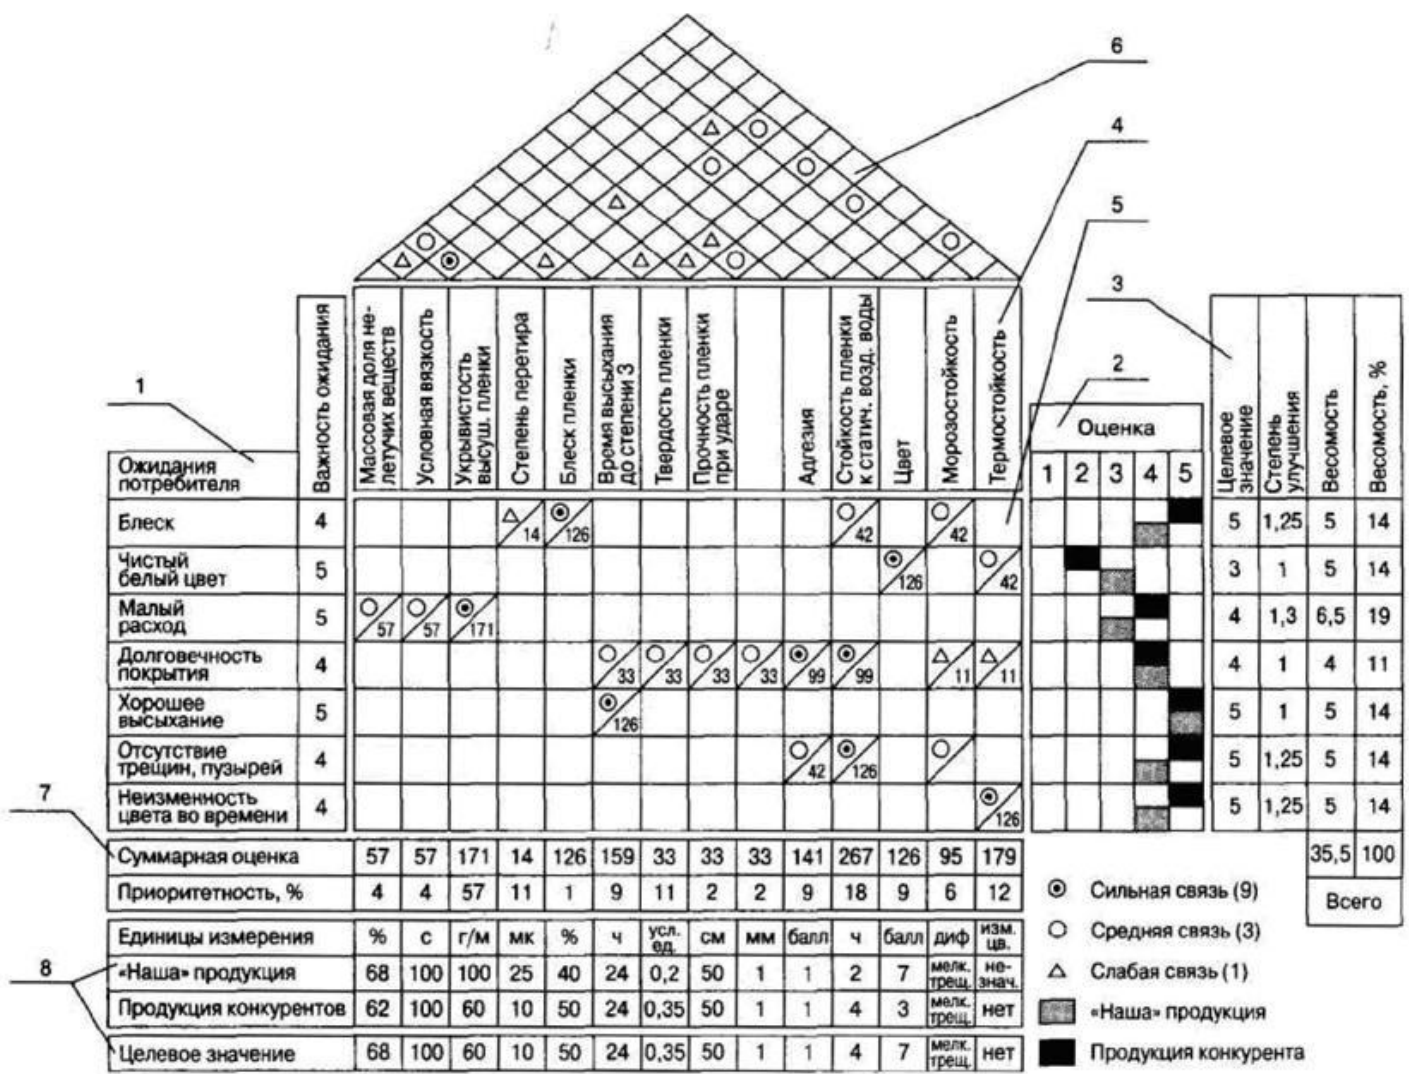 6
4
5
3
2
1
Ожидания
потребителя
Важность ожидания
Массовая доля не-
летучих веществ
Условная вязкость
Укрывистость
высуш. пленки
Степень перетира
Блеск пленки
Время высыхания
до степени 3
Твердость пленки
Прочность пленки
при ударе
Адгезия
Стойкость пленки
к статич. возд. воды
Цвет
Морозостойкость
Термостойкость
Оценка
1 2 3 4 5
Целевое
значение
Степень
улучшения
Весомость
Весомость, %
Блеск 4 14 126 42 42 5 1,25 5 14
Чистый
белый цвет 5 126 42 3 1 5 14
Малый
расход 5 57 57 171 4 1,3 6,5 19
Долговечность
покрытия 4 33 33 33 33 99 99 11 11 4 1 4 11
Хорошее
высыхание 5 126 5 1 5 14
Отсутствие
трещин, пузырей 4 42 126 5 1,25 5 14
Неизменность
цвета во времени 4 126 5 1,25 5 14
7
Суммарная оценка 57 57 171 14 126 159 33 33 33 141 267 126 95 179 35,5 100
Приоритетность, % 4 4 57 11 1 9 11 2 2 9 18 9 6 12 Всего
Единицы измерения % с г/м мк % ч усл. ед. см мм балл ч балл диф изм. цв.
8
«Наша» продукция 68 100 100 25 40 24 0,2 50 1 1 2 7 мелк. трещ. не- знач.
Продукция конкурентов 62 100 60 10 50 24 0,35 50 1 1 4 3 мелк. трещ. нет
Целевое значение 68 100 60 10 50 24 0,35 50 1 1 4 7 мелк. трещ. нет
Сильная связь (9)
Средняя связь (3)
Слабая связь (1)
«Наша» продукция
Продукция конкурента